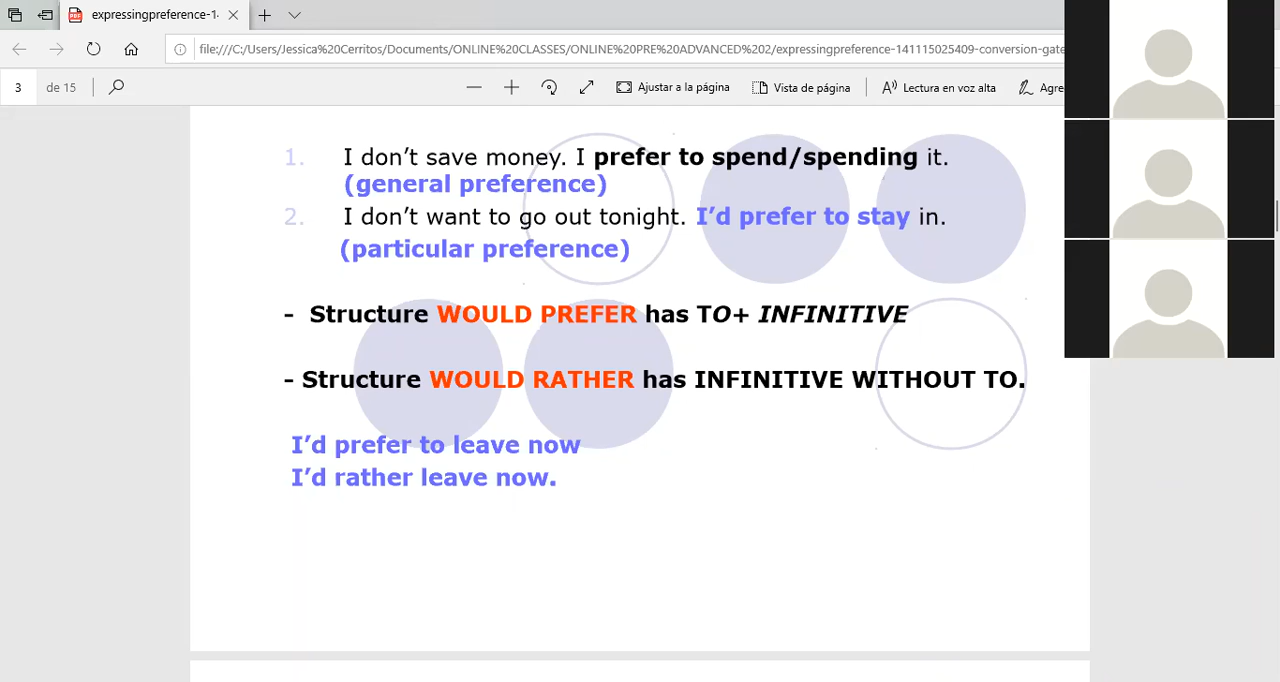 expressingpreference-14
file:///C:/Users/Jessica%20Cerritos/Documents/ONLINE%20CLASSES/ONLINE%20PRE%20ADVANCED%202/expressingpreference-141115025409-conversion-gate
3 de 15 Ajustar a la página Vista de página A Lectura en voz alta Agre
1. I don’t save money. I prefer to spend/spending it.
(general preference)
2. I don’t want to go out tonight. I’d prefer to stay in.
(particular preference)
- Structure WOULD PREFER has TO+ INFINITIVE
- Structure WOULD RATHER has INFINITIVE WITHOUT TO.
I’d prefer to leave now
I’d rather leave now.